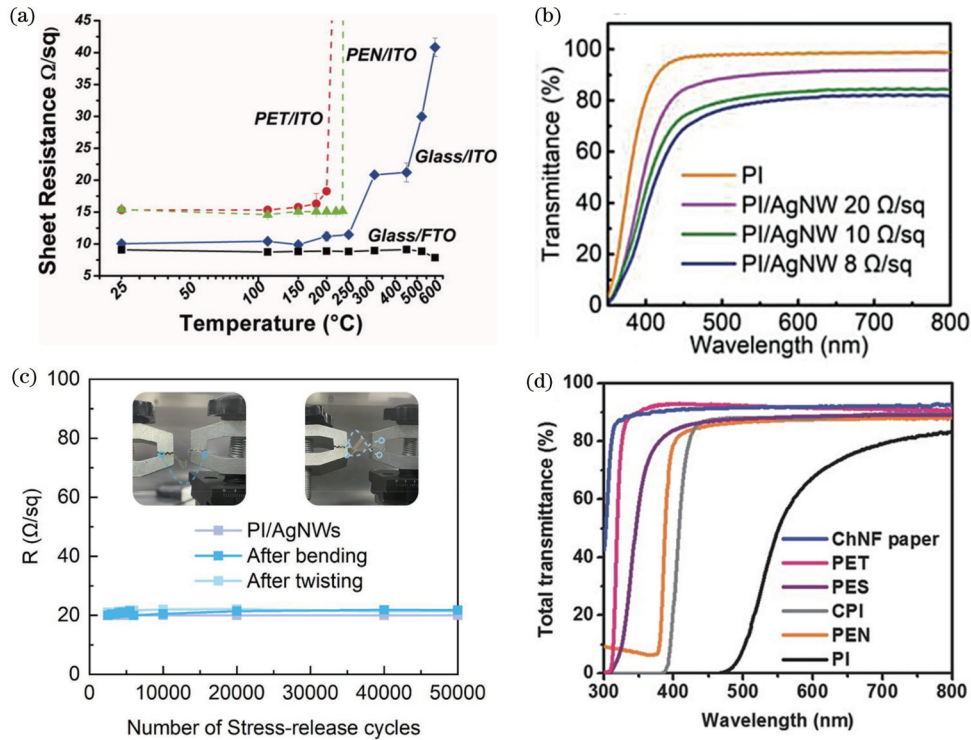 (a)
45
40
35
30
25
20
15
10
5
Sheet Resistance Ω/sq
PEN/ITO
PET/ITO
Glass/ITO
Glass/FTO
25
50
100
150
200
250
300
400
500
600
Temperature (°C)
(b)
100
80
60
40
20
0
Transmittance (%)
PI
PI/AgNW 20 Ω/sq
PI/AgNW 10 Ω/sq
PI/AgNW 8 Ω/sq
400
500
600
700
800
Wavelength (nm)
(c)
100
80
60
40
20
0
R (Ω/sq)
PI/AgNWs
After bending
After twisting
0
10000
20000
30000
40000
50000
Number of Stress-release cycles
(d)
100
80
60
40
20
0
Total transmittance (%)
ChNF paper
PET
PES
CPI
PEN
PI
300
400
500
600
700
800
Wavelength (nm)